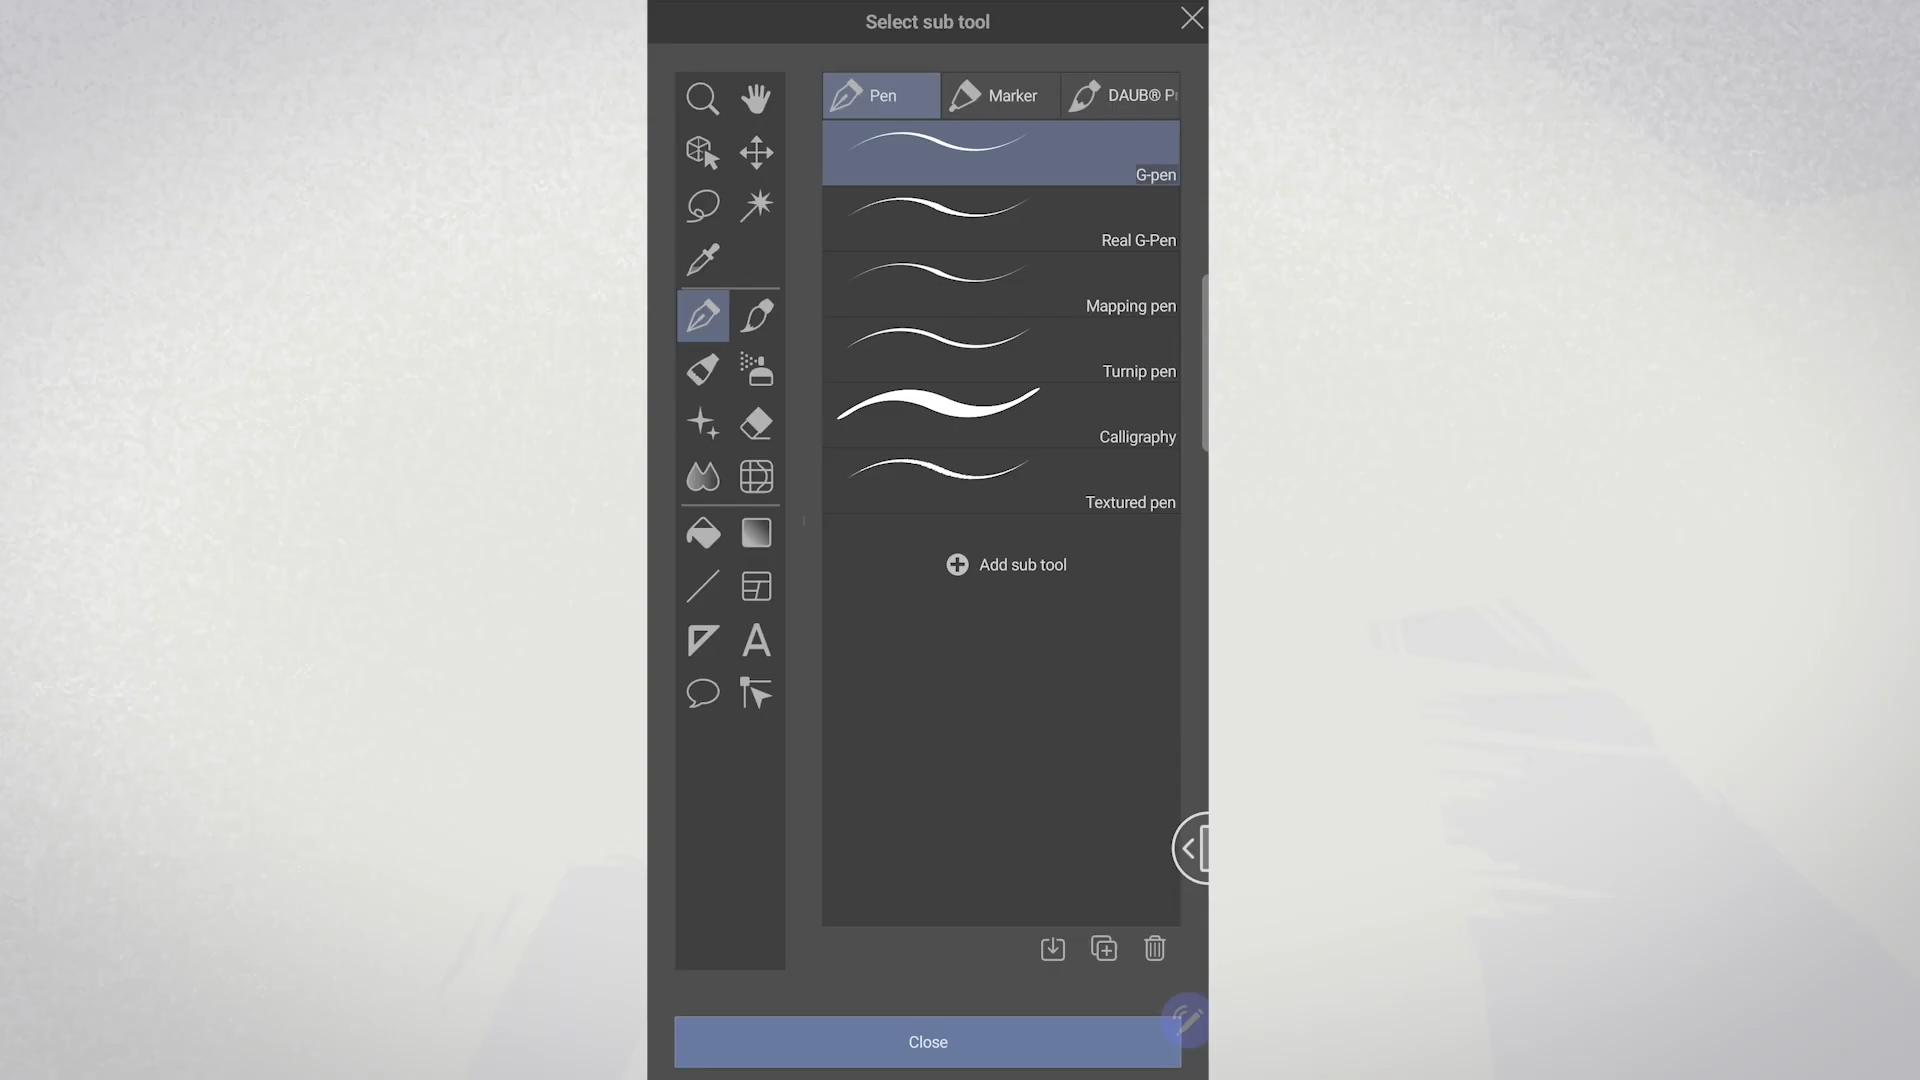 Select sub tool
Pen
Marker
DAUB®
G-pen
Real G-Pen
Mapping pen
Turnip pen
Calligraphy
Textured pen
Add sub tool
Close